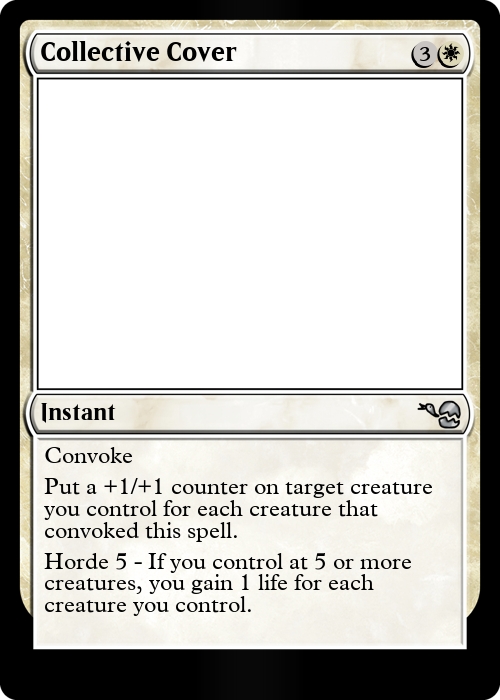 Collective Cover 3
Instant
Convoke
Put a +1/+1 counter on target creature
you control for each creature that
convoked this spell.
Horde 5 - If you control at 5 or more
creatures, you gain 1 life for each
creature you control.